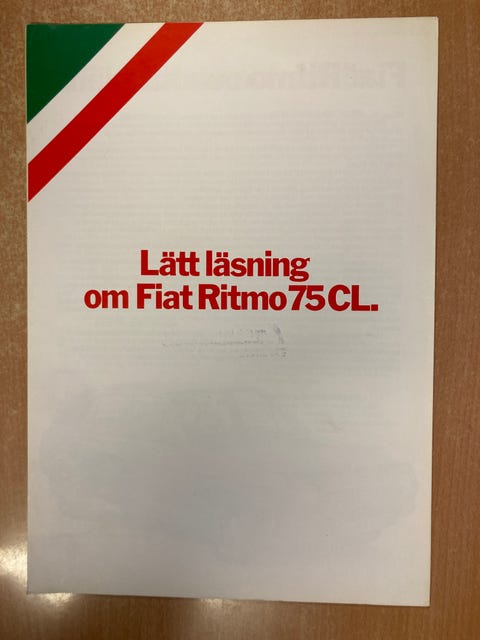 Lätt läsning
om Fiat Ritmo 75 CL.